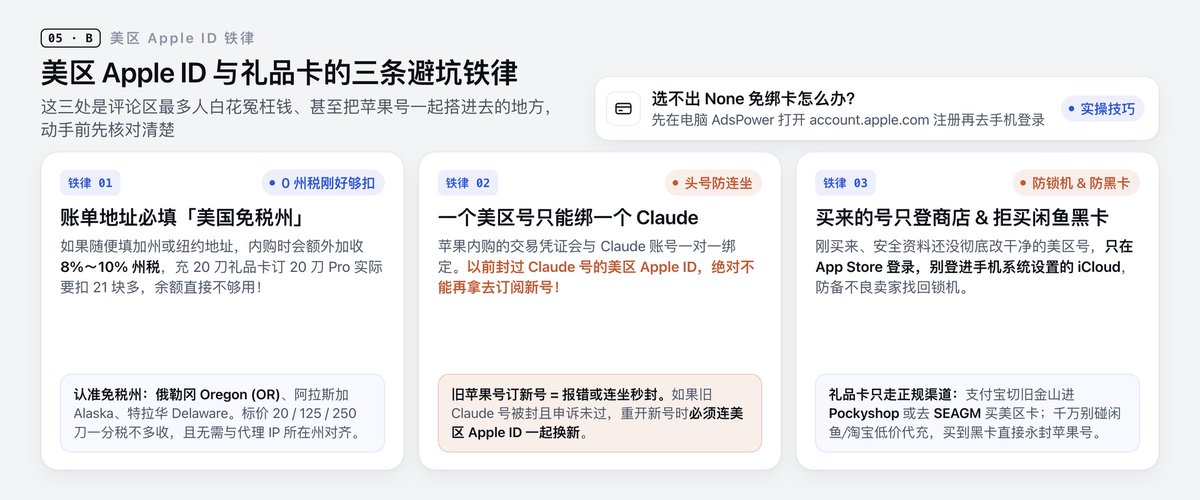 05 · B 美区 Apple ID 铁律
美区 Apple ID 与礼品卡的三条避坑铁律
这三处是评论区最多人白花冤枉钱、甚至把苹果号一起搭进去的地方，
动手前先核对清楚
选不出 None 免绑卡怎么办？
先在电脑 AdsPower 打开 account.apple.com 注册再去手机登录
实操技巧
铁律 01
0 州税刚好够扣
账单地址必填「美国免税州」
如果随便填加州或纽约地址，内购时会额外加收
8%～10% 州税，充 20 刀礼品卡订 20 刀 Pro 实际
要扣 21 块多，余额直接不够用！
认准免税州：俄勒冈 Oregon (OR)、阿拉斯加
Alaska、特拉华 Delaware。标价 20 / 125 / 250
刀一分税不多收，且无需与代理 IP 所在州对齐。
铁律 02
头号防连坐
一个美区号只能绑一个 Claude
苹果内购的交易凭证会与 Claude 账号一对一绑
定。以前封过 Claude 号的美区 Apple ID，绝对不
能再拿去订阅新号！
旧苹果号订新号 = 报错或连坐秒封。如果旧
Claude 号被封且申诉未过，重开新号时必须连美
区 Apple ID 一起换新。
铁律 03
防锁机 & 防黑卡
买来的号只登商店 & 拒买闲鱼黑卡
刚买来、安全资料还没彻底改干净的美区号，只在
App Store 登录，别登进手机系统设置的 iCloud，
防备不良卖家找回锁机。
礼品卡只走正规渠道：支付宝切旧金山进
Pockyshop 或去 SEAGM 买美区卡；千万别碰闲
鱼/淘宝低价代充，买到黑卡直接永封苹果号。